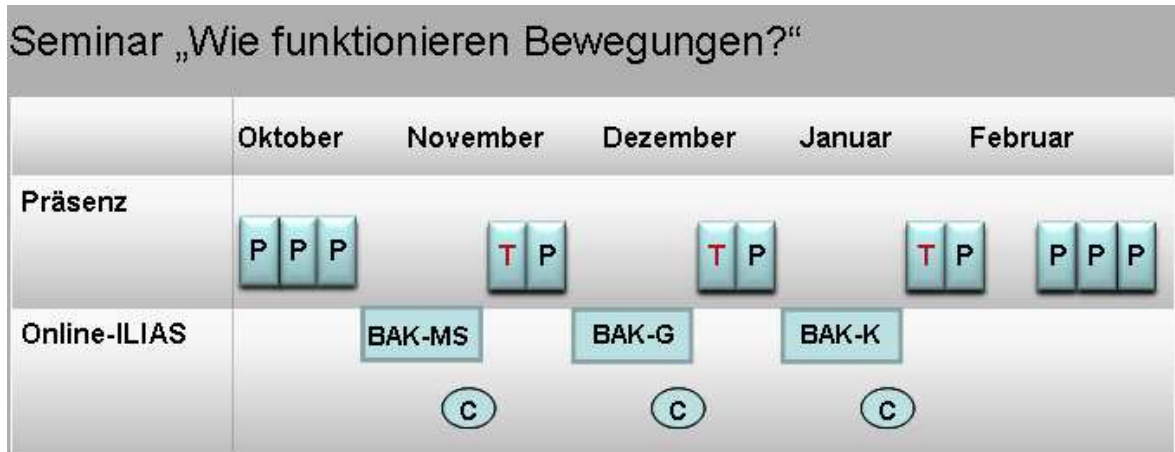 Seminar „Wie funktionieren Bewegungen?“
Oktober November Dezember Januar Februar
Präsenz
P P P T P T P T P P P P
Online-ILIAS BAK-MS BAK-G BAK-K
C C C